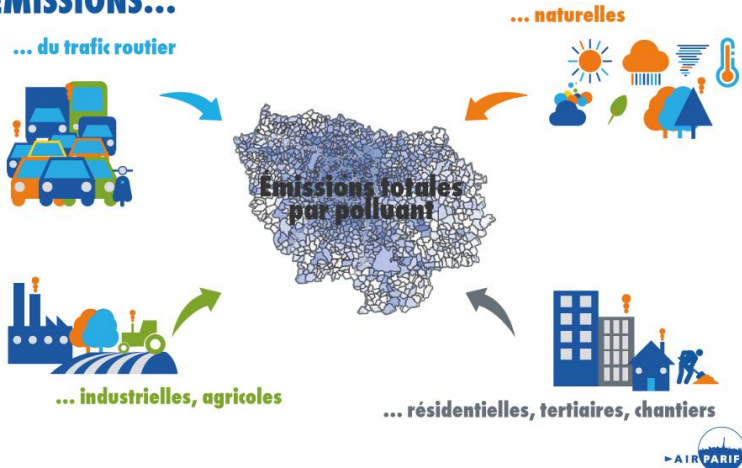 EMISSIONS...
... du trafic routier
... naturelles
Émissions totales
par polluant
... industrielles, agricoles
... résidentielles, tertiaires, chantiers
AIRPARIF